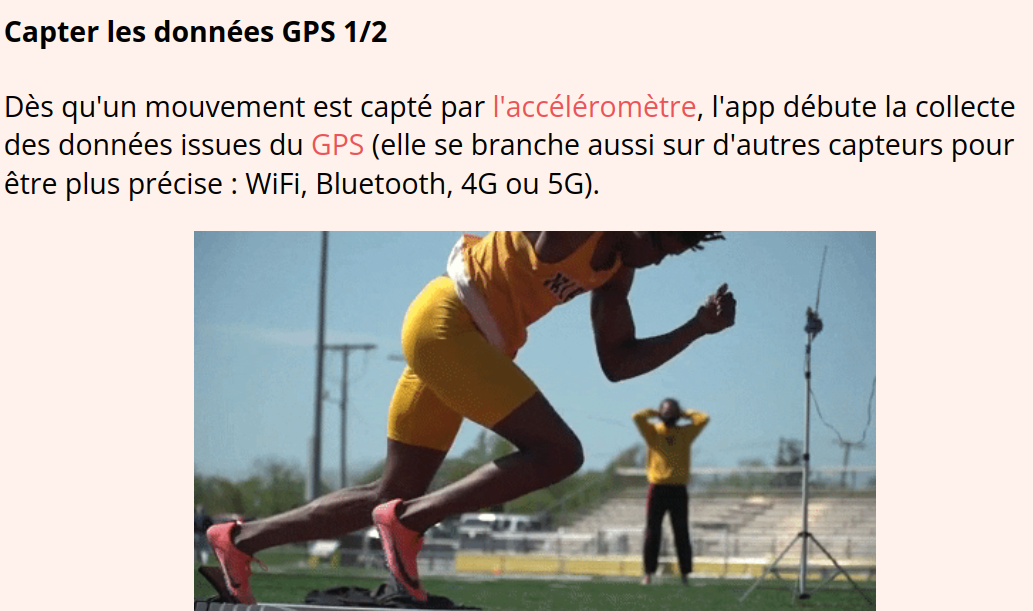 Capter les données GPS 1/2
Dès qu'un mouvement est capté par l'accéléromètre, l'app débute la collecte
des données issues du GPS (elle se branche aussi sur d'autres capteurs pour
être plus précise : WiFi, Bluetooth, 4G ou 5G).